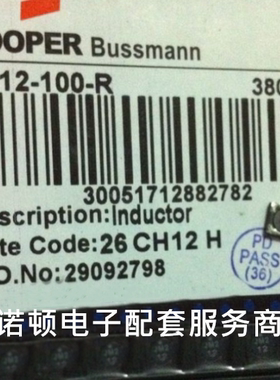 OOPER Bussmann
12-100-R 380
30051712882782
scription:Inductor
te Code:26 CH12 H
.O.No:29092798
PD
PASS
(36)
诺顿电子配套服务商